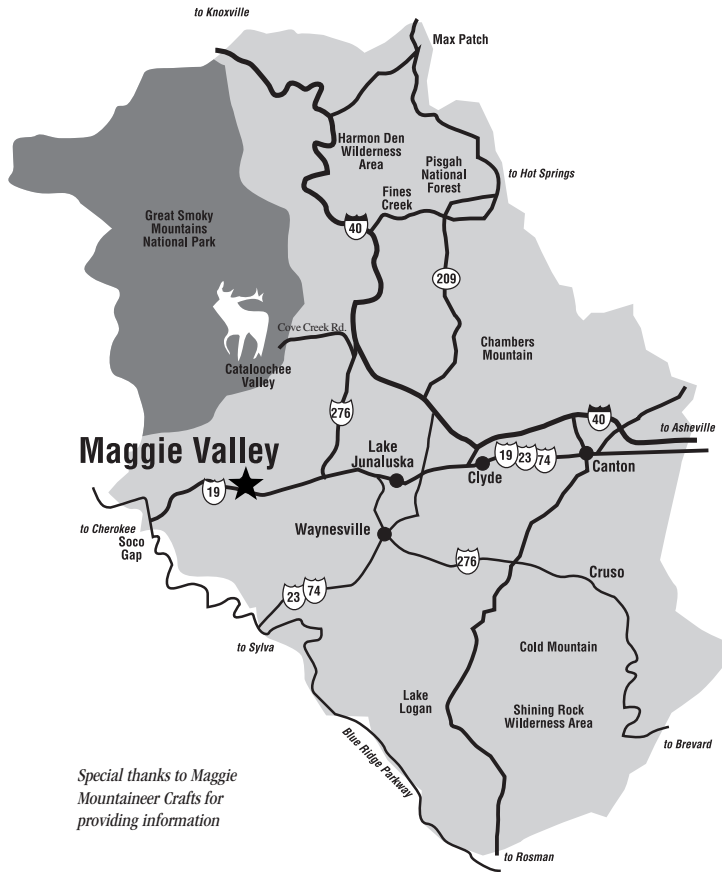 to Knoxville
Max Patch
Harmon Den
Wilderness
Area
Pisgah
National
Forest
to Hot Springs
Fines
Creek
Great Smoky
Mountains
National Park
40
209
Cove Creek Rd.
Chambers
Mountain
Cataloochee
Valley
276
40
to Asheville
Maggie Valley
Lake
Junaluska
19
23
74
Clyde
Canton
19
to Cherokee
Soco
Gap
Waynesville
276
Cruso
23
74
to Sylva
Cold Mountain
Lake
Logan
Shining Rock
Wilderness Area
to Brevard
Blue Ridge Parkway
Special thanks to Maggie
Mountaineer Crafts for
providing information
to Rosman